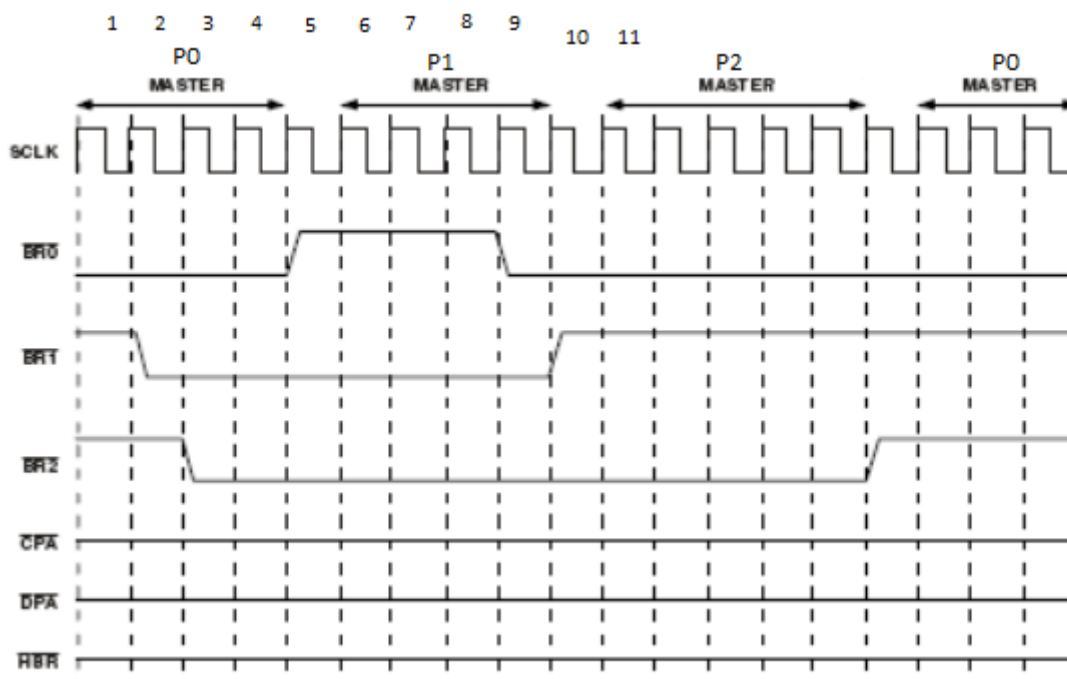 1 2 3 4 5 6 7 8 9 10 11
P0 P1 P2 P0
MASTER MASTER MASTER MASTER
SCLK
BR0
BR1
BR2
CPA
DPA
HBR